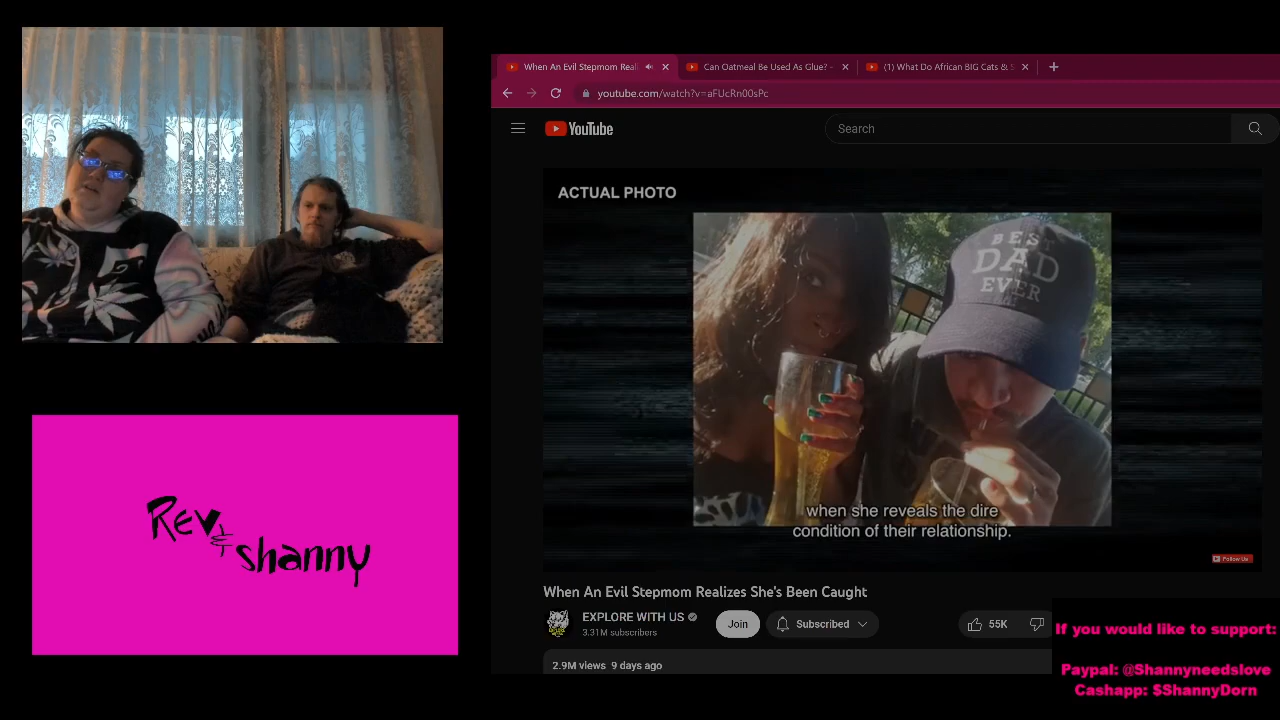 When An Evil Stepmom Reali
Can Oatmeal Be Used As Glue? -
(1) What Do African BIG Cats & S
youtube.com/watch?v=aFUcRn00sPc
YouTube
Search
ACTUAL PHOTO
BEST
DAD
EVER
when she reveals the dire
condition of their relationship.
Follow Us
When An Evil Stepmom Realizes She's Been Caught
EXPLORE WITH US
3.31M subscribers
Join
Subscribed
55K
2.9M views 9 days ago
Rev
&
shanny
If you would like to support:
Paypal: @Shannyneedslove
Cashapp: $ShannyDorn